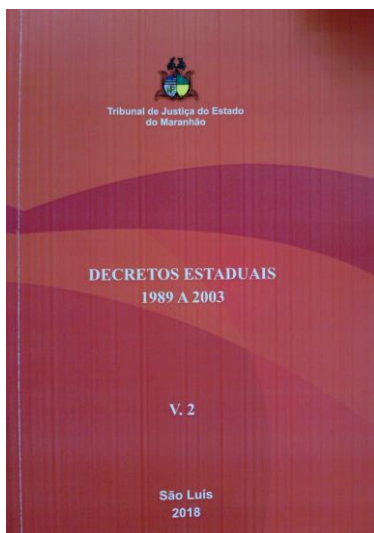 Tribunal de Justiça do Estado
do Maranhão
DECRETOS ESTADUAIS
1989 A 2003
V. 2
São Luís
2018